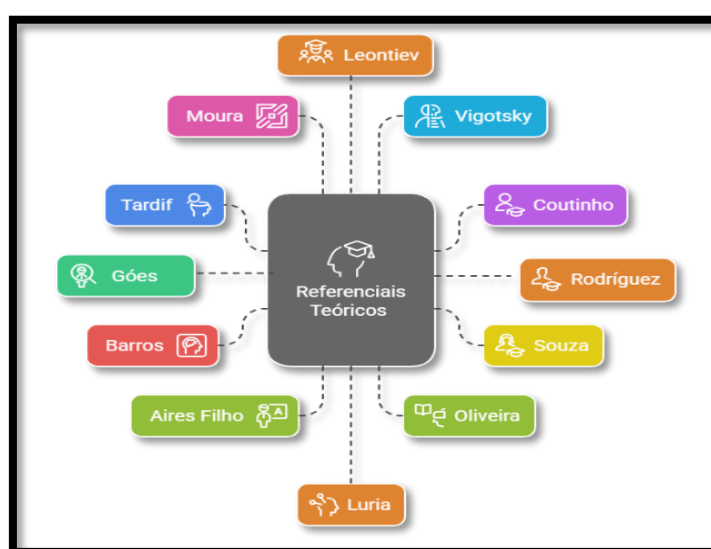 Leontiev
Moura
Vigotsky
Tardif
Coutinho
Góes
Referenciais
Teóricos
Rodríguez
Barros
Souza
Aires Filho
Oliveira
Luria